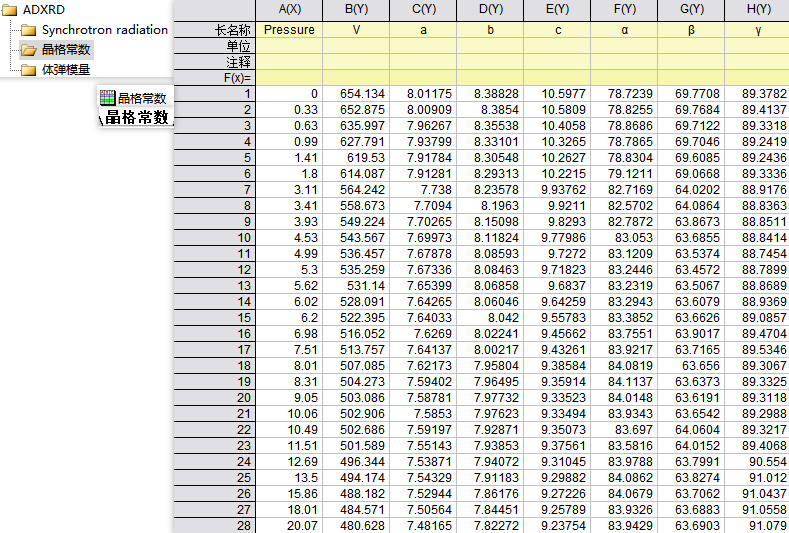 ADXRD
Synchrotron radiation
晶格常数
体弹模量
晶格常数
晶格常数
A(X) B(Y) C(Y) D(Y) E(Y) F(Y) G(Y) H(Y)
长名称 Pressure V a b c α β γ
单位
注释
F(x)=
1 0 654.134 8.01175 8.38828 10.5977 78.7239 69.7708 89.3782
2 0.33 652.875 8.00909 8.3854 10.5809 78.8255 69.7684 89.4137
3 0.63 635.997 7.96267 8.35538 10.4058 78.8686 69.7122 89.3318
4 0.99 627.791 7.93799 8.33101 10.3265 78.7865 69.7046 89.2419
5 1.41 619.53 7.91784 8.30548 10.2627 78.8304 69.6085 89.2436
6 1.8 614.087 7.91281 8.29313 10.2215 79.1211 69.0668 89.3336
7 3.11 564.242 7.738 8.23578 9.93762 82.7169 64.0202 88.9176
8 3.41 558.673 7.7094 8.1963 9.9211 82.5702 64.0864 88.8363
9 3.93 549.224 7.70265 8.15098 9.8293 82.7872 63.8673 88.8511
10 4.53 543.567 7.69973 8.11824 9.77986 83.053 63.6855 88.8414
11 4.99 536.457 7.67878 8.08593 9.7272 83.1209 63.5374 88.7454
12 5.3 535.259 7.67336 8.08463 9.71823 83.2446 63.4572 88.7899
13 5.62 531.14 7.65399 8.06858 9.6837 83.2319 63.5067 88.8689
14 6.02 528.091 7.64265 8.06046 9.64259 83.2943 63.6079 88.9369
15 6.2 522.395 7.64033 8.042 9.55783 83.3852 63.6626 89.0857
16 6.98 516.052 7.6269 8.02241 9.45662 83.7551 63.9017 89.4704
17 7.51 513.757 7.64137 8.00217 9.43261 83.9217 63.7165 89.5346
18 8.01 507.085 7.62173 7.95804 9.38584 84.0819 63.656 89.3067
19 8.31 504.273 7.59402 7.96495 9.35914 84.1137 63.6373 89.3325
20 9.05 503.086 7.58781 7.97732 9.33523 84.0148 63.6191 89.3118
21 10.06 502.906 7.5853 7.97623 9.33494 83.9343 63.6542 89.2988
22 10.49 502.686 7.59197 7.92871 9.35073 83.697 64.0604 89.3217
23 11.51 501.589 7.55143 7.93853 9.37561 83.5816 64.0152 89.4068
24 12.69 496.344 7.53871 7.94072 9.31045 83.9788 63.7991 90.554
25 13.5 494.174 7.54329 7.91183 9.29882 84.0862 63.8274 91.012
26 15.86 488.182 7.52944 7.86176 9.27226 84.0679 63.7062 91.0437
27 18.01 484.571 7.50564 7.84451 9.25789 83.9326 63.6883 91.0558
28 20.07 480.628 7.48165 7.82272 9.23754 83.9429 63.6903 91.079